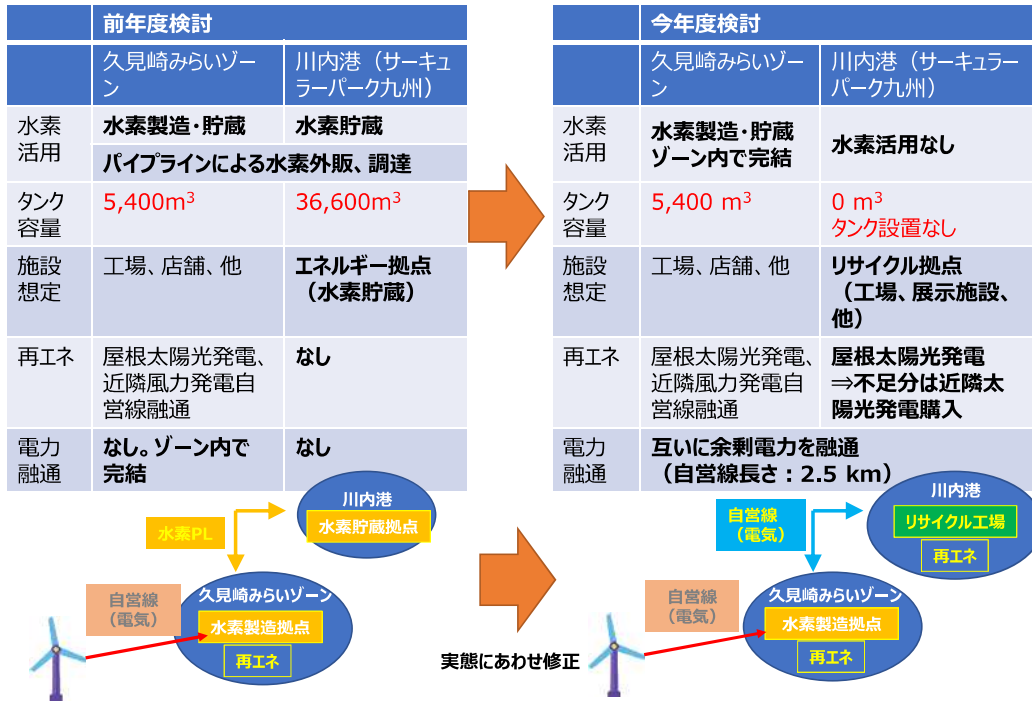 前年度検討
久見崎みらいゾー
ン
川内港（サーキュ
ラーパーク九州）
水素
活用
水素製造・貯蔵
水素貯蔵
パイプラインによる水素外販、調達
タンク
容量
5,400m³
36,600m³
施設
想定
工場、店舗、他
エネルギー拠点
（水素貯蔵）
再エネ
屋根太陽光発電、
近隣風力発電自
営線融通
なし
電力
融通
なし。ゾーン内で
完結
なし
川内港
水素貯蔵拠点
水素PL
自営線
（電気）
久見崎みらいゾーン
水素製造拠点
再エネ
今年度検討
久見崎みらいゾー
ン
川内港（サーキュラー
パーク九州）
水素
活用
水素製造・貯蔵
ゾーン内で完結
水素活用なし
タンク
容量
5,400 m³
0 m³
タンク設置なし
施設
想定
工場、店舗、他
リサイクル拠点
（工場、展示施設、
他）
再エネ
屋根太陽光発電、
近隣風力発電自
営線融通
屋根太陽光発電
⇒不足分は近隣太
陽光発電購入
電力
融通
互いに余剰電力を融通
（自営線長さ：2.5 km）
川内港
リサイクル工場
再エネ
自営線
（電気）
自営線
（電気）
久見崎みらいゾーン
水素製造拠点
再エネ
実態にあわせ修正